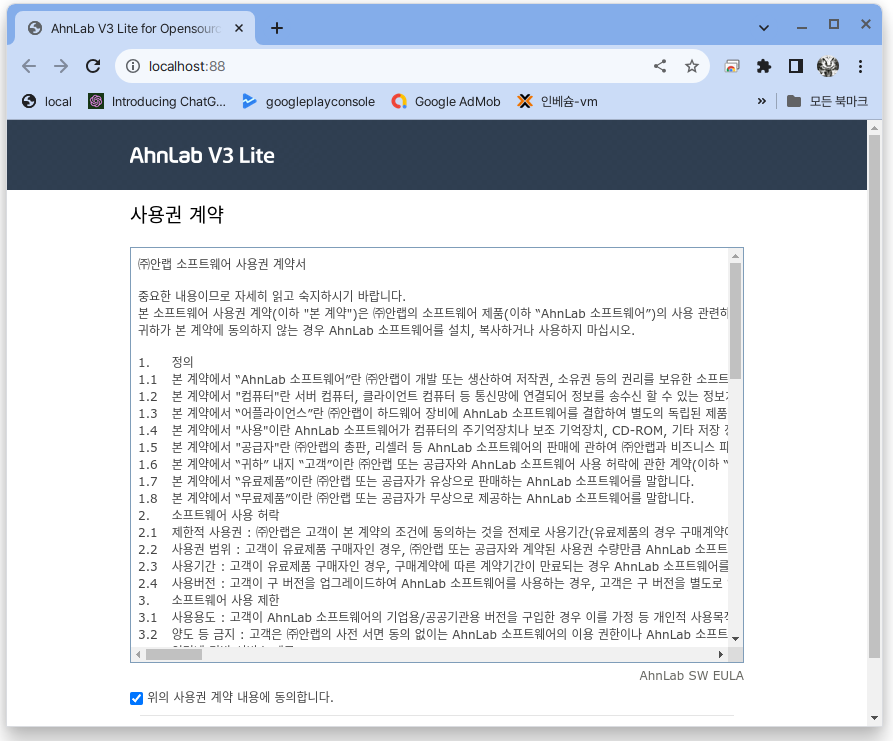 AhnLab V3 Lite for Opensourc
localhost:88
local
Introducing ChatG...
googleplayconsole
Google AdMob
인베슘-vm
»
모든 북마크
AhnLab V3 Lite
사용권 계약
㈜안랩 소프트웨어 사용권 계약서
중요한 내용이므로 자세히 읽고 숙지하시기 바랍니다.
본 소프트웨어 사용권 계약(이하 "본 계약")은 ㈜안랩의 소프트웨어 제품(이하 “AhnLab 소프트웨어”)의 사용 관련하
귀하가 본 계약에 동의하지 않는 경우 AhnLab 소프트웨어를 설치, 복사하거나 사용하지 마십시오.
1. 정의
1.1 본 계약에서 “AhnLab 소프트웨어”란 ㈜안랩이 개발 또는 생산하여 저작권, 소유권 등의 권리를 보유한 소프트
1.2 본 계약에서 "컴퓨터"란 서버 컴퓨터, 클라이언트 컴퓨터 등 통신망에 연결되어 정보를 송수신 할 수 있는 정보
1.3 본 계약에서 “어플라이언스”란 ㈜안랩이 하드웨어 장비에 AhnLab 소프트웨어를 결합하여 별도의 독립된 제품
1.4 본 계약에서 "사용"이란 AhnLab 소프트웨어가 컴퓨터의 주기억장치나 보조 기억장치, CD-ROM, 기타 저장
1.5 본 계약에서 "공급자"란 ㈜안랩의 총판, 리셀러 등 AhnLab 소프트웨어의 판매에 관하여 ㈜안랩과 비즈니스 파
1.6 본 계약에서 “귀하” 내지 “고객”이란 ㈜안랩 또는 공급자와 AhnLab 소프트웨어 사용 허락에 관한 계약(이하 “
1.7 본 계약에서 “유료제품”이란 ㈜안랩 또는 공급자가 유상으로 판매하는 AhnLab 소프트웨어를 말합니다.
1.8 본 계약에서 “무료제품”이란 ㈜안랩 또는 공급자가 무상으로 제공하는 AhnLab 소프트웨어를 말합니다.
2. 소프트웨어 사용 허락
2.1 제한적 사용권 : ㈜안랩은 고객이 본 계약의 조건에 동의하는 것을 전제로 사용기간(유료제품의 경우 구매계약에
2.2 사용권 범위 : 고객이 유료제품 구매자인 경우, ㈜안랩 또는 공급자와 계약된 사용권 수량만큼 AhnLab 소프트
2.3 사용기간 : 고객이 유료제품 구매자인 경우, 구매계약에 따른 계약기간이 만료되는 경우 AhnLab 소프트웨어를
2.4 사용버전 : 고객이 구 버전을 업그레이드하여 AhnLab 소프트웨어를 사용하는 경우, 고객은 구 버전을 별도로
3. 소프트웨어 사용 제한
3.1 사용용도 : 고객이 AhnLab 소프트웨어의 기업용/공공기관용 버전을 구입한 경우 이를 가정 등 개인적 사용목적
3.2 양도 등 금지 : 고객은 ㈜안랩의 사전 서면 동의 없이는 AhnLab 소프트웨어의 이용 권한이나 AhnLab 소프트
AhnLab SW EULA
위의 사용권 계약 내용에 동의합니다.